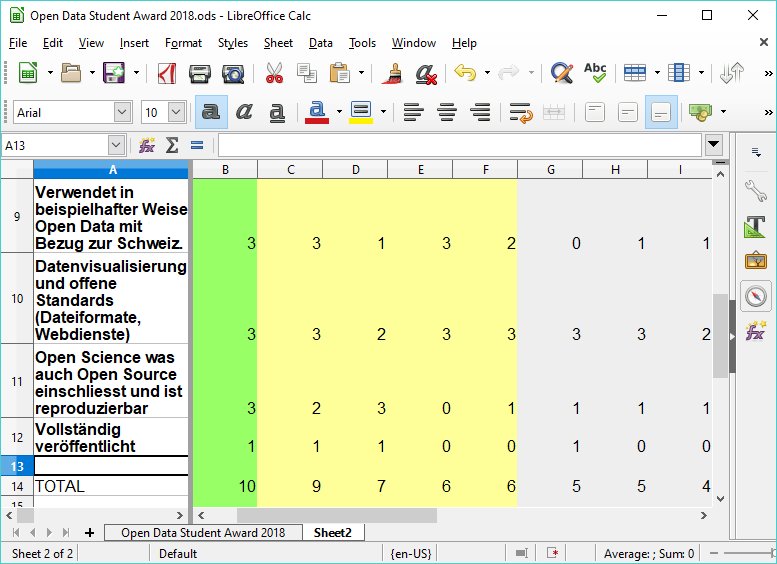 Open Data Student Award 2018.ods - LibreOffice Calc
File Edit View Insert Format Styles Sheet Data Tools Window Help
Abc
Arial 10 a a a a
A13 fx Σ =
A B C D E F G H I
9 Verwendet in
beispielhafter Weise
Open Data mit
Bezug zur Schweiz. 3 3 1 3 2 0 1 1
10 Datenvisualisierung
und offene
Standards
(Dateiformate,
Webdienste) 3 3 2 3 3 3 3 2
11 Open Science was
auch Open Source
einschliesst und ist
reproduzierbar 3 2 3 0 1 1 1 1
12 Vollständig
veröffentlicht 1 1 1 0 0 1 0 0
13
14 TOTAL 10 9 7 6 6 5 5 4
15
Open Data Student Award 2018 Sheet2
Sheet 2 of 2 Default {en-US} Average: ; Sum: 0